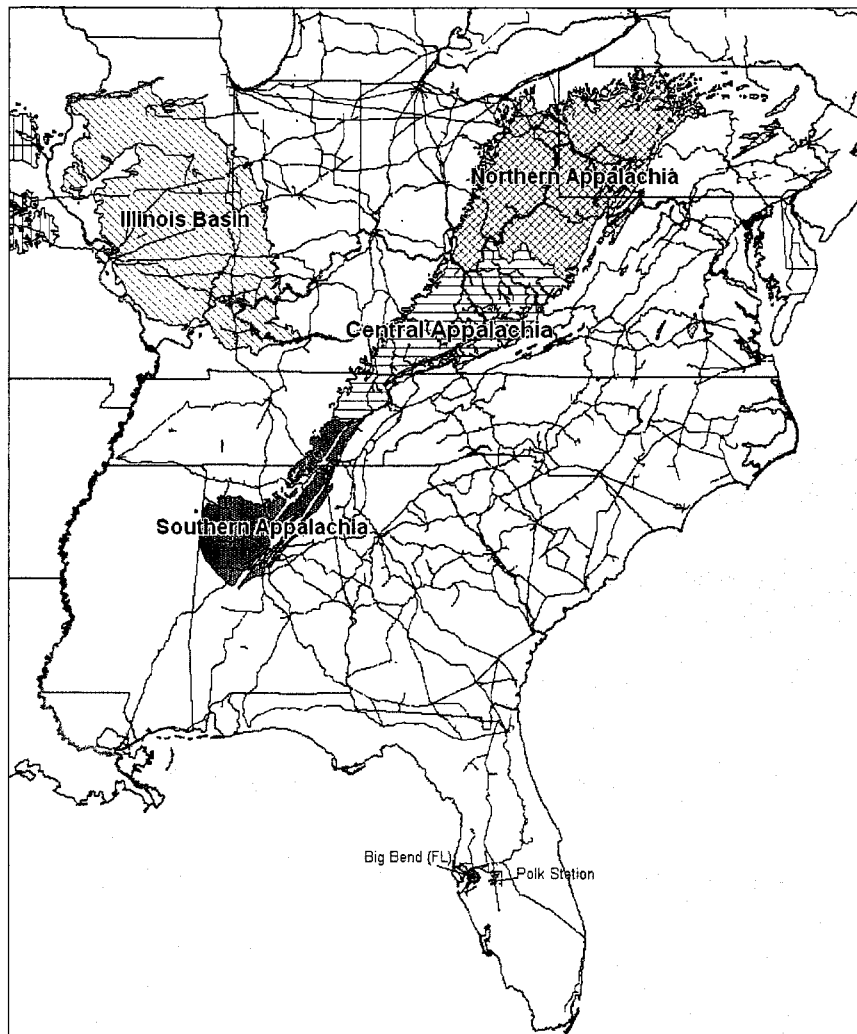 Northern Appalachia
Illinois Basin
Central Appalachia
Southern Appalachia
Big Bend (FL)
Polk Station